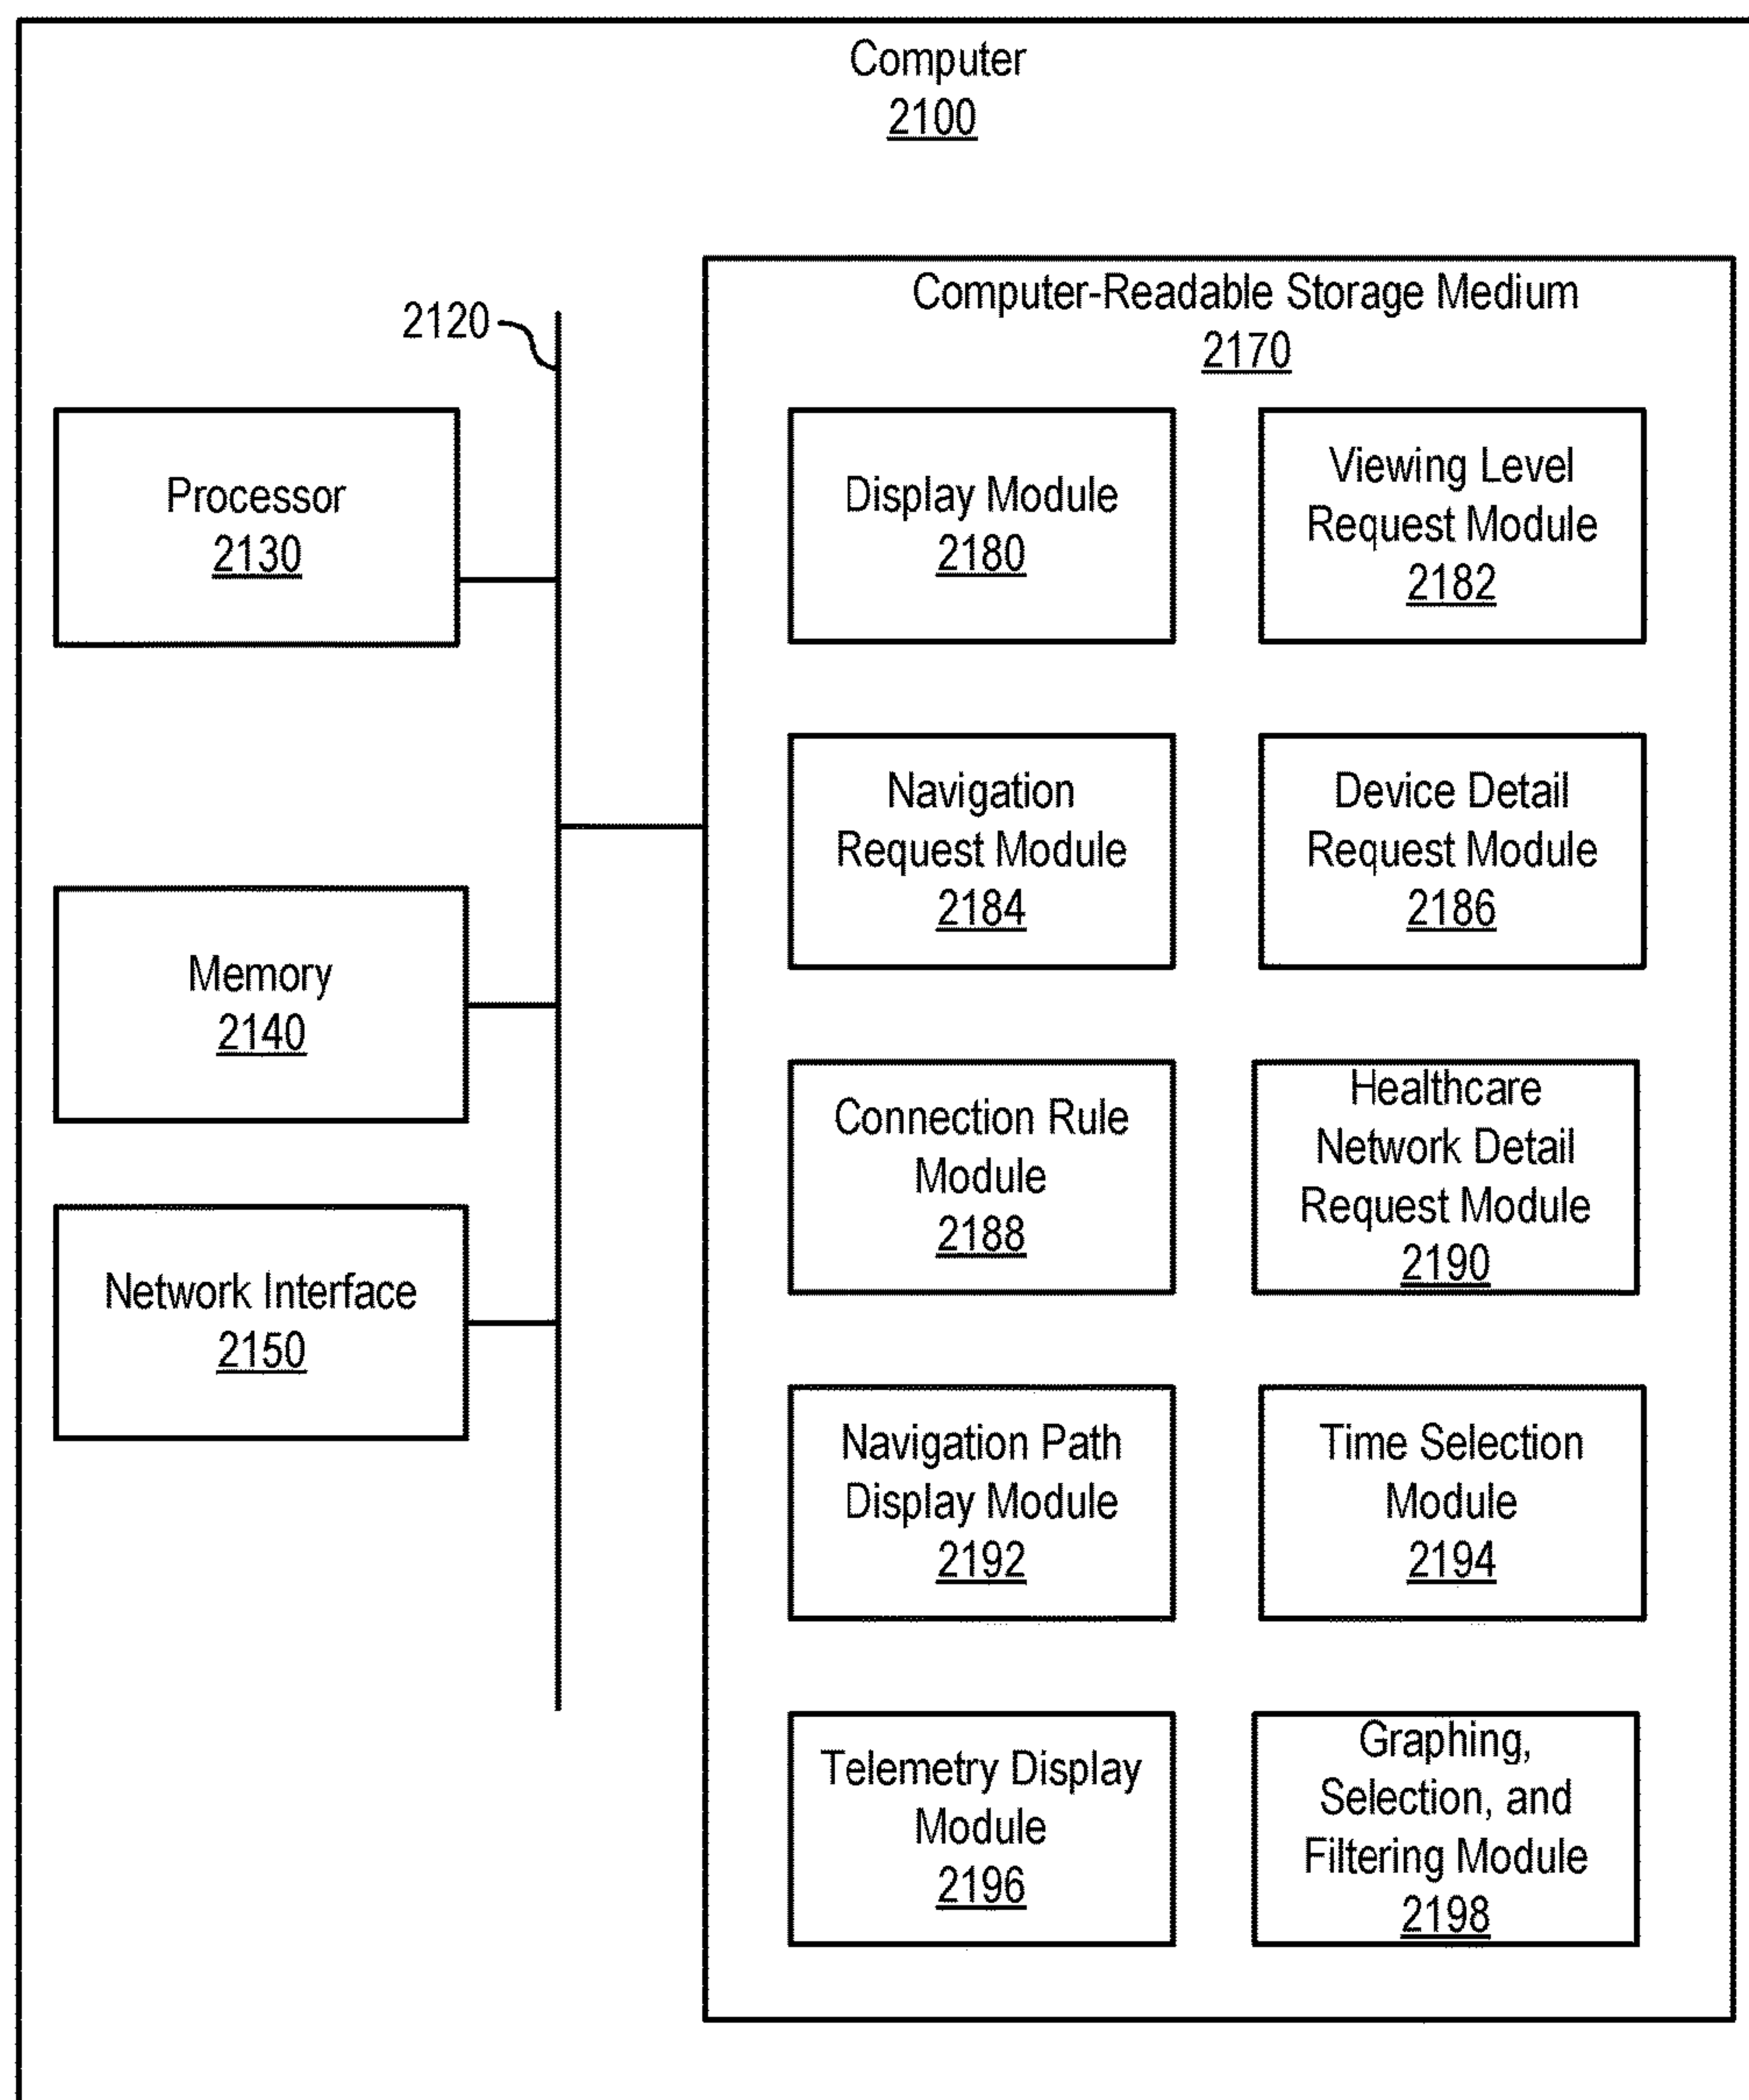 Computer
2100
2120
Computer-Readable Storage Medium
2170
Processor
2130
Memory
2140
Network Interface
2150
Display Module
2180
Viewing Level
Request Module
2182
Navigation
Request Module
2184
Device Detail
Request Module
2186
Connection Rule
Module
2188
Healthcare
Network Detail
Request Module
2190
Navigation Path
Display Module
2192
Time Selection
Module
2194
Telemetry Display
Module
2196
Graphing,
Selection, and
Filtering Module
2198